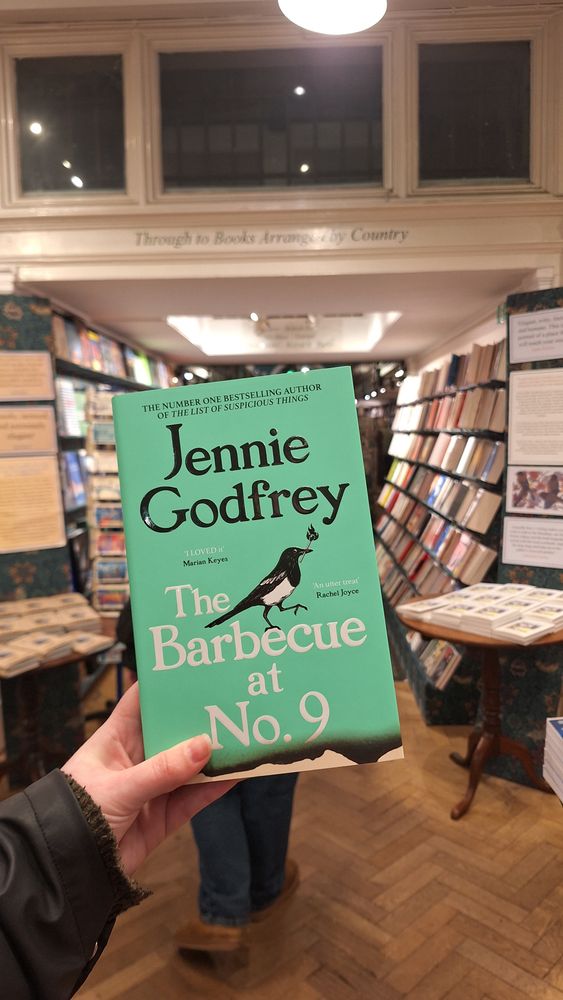 Through to Books Arranged by Country
THE NUMBER ONE BESTSELLING AUTHOR
OF THE LIST OF SUSPICIOUS THINGS
Jennie
Godfrey
'I LOVED it'
Marian Keyes
'An utter treat'
Rachel Joyce
The
Barbecue
at
No. 9